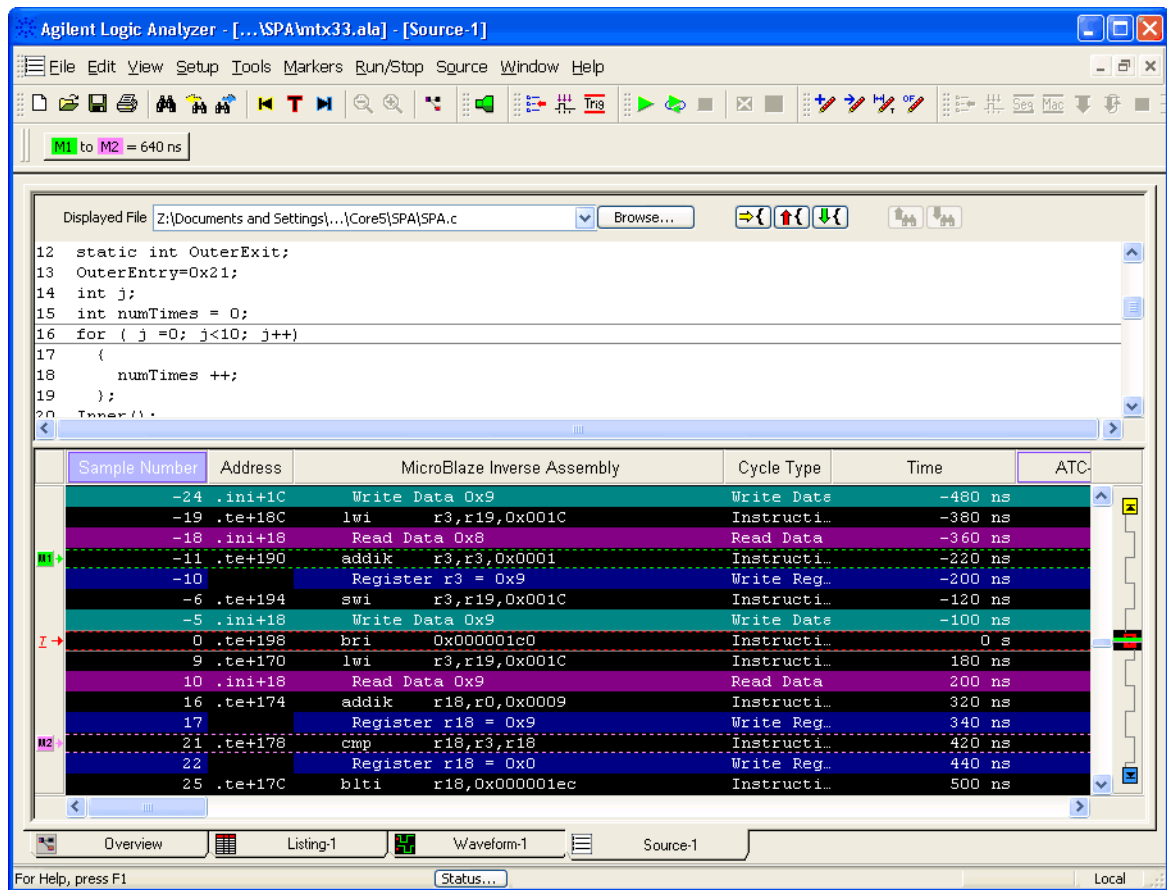 Agilent Logic Analyzer - [...\SPA\mtx33.ala] - [Source-1]
File Edit View Setup Tools Markers Run/Stop Source Window Help
T Trig OFF Seq Mac
M1 to M2 = 640 ns
Displayed File Z:\Documents and Settings\...\Core5\SPA\SPA.c Browse...
12 static int OuterExit;
13 OuterEntry=0x21;
14 int j;
15 int numTimes = 0;
16 for ( j =0; j<10; j++)
17 {
18 numTimes ++;
19 };
20 Inner();
Sample Number Address MicroBlaze Inverse Assembly Cycle Type Time ATC-
-24 .ini+1C Write Data 0x9 Write Data -480 ns
-19 .te+18C lwi r3,r19,0x001C Instructi... -380 ns
-18 .ini+18 Read Data 0x8 Read Data -360 ns
M1 -11 .te+190 addik r3,r3,0x0001 Instructi... -220 ns
-10 Register r3 = 0x9 Write Reg... -200 ns
-6 .te+194 swi r3,r19,0x001C Instructi... -120 ns
-5 .ini+18 Write Data 0x9 Write Data -100 ns
T 0 .te+198 bri 0x000001c0 Instructi... 0 s
9 .te+170 lwi r3,r19,0x001C Instructi... 180 ns
10 .ini+18 Read Data 0x9 Read Data 200 ns
16 .te+174 addik r18,r0,0x0009 Instructi... 320 ns
17 Register r18 = 0x9 Write Reg... 340 ns
M2 21 .te+178 cmp r18,r3,r18 Instructi... 420 ns
22 Register r18 = 0x0 Write Reg... 440 ns
25 .te+17C blti r18,0x000001ec Instructi... 500 ns
Overview Listing-1 Waveform-1 Source-1
For Help, press F1 Status... Local